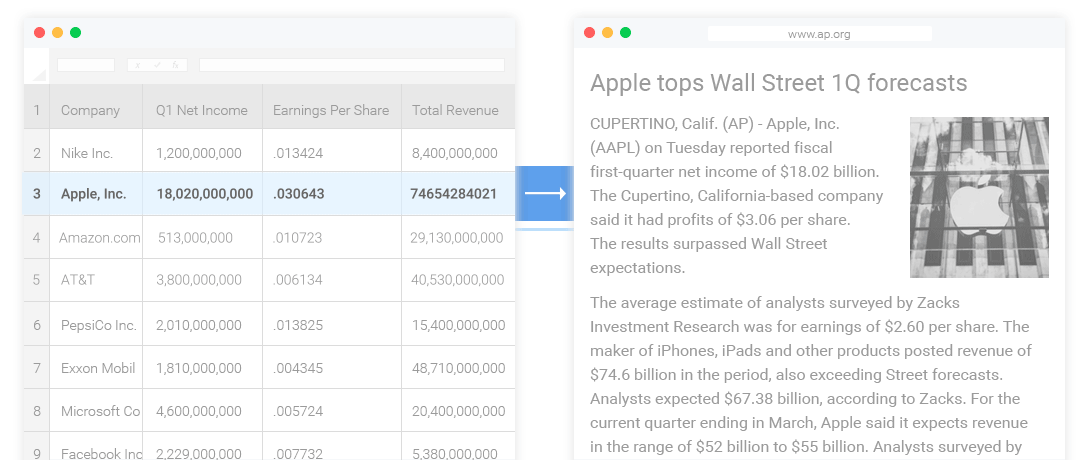 1 Company Q1 Net Income Earnings Per Share Total Revenue
2 Nike Inc. 1,200,000,000 .013424 8,400,000,000
3 Apple, Inc. 18,020,000,000 .030643 74654284021
4 Amazon.com 513,000,000 .010723 29,130,000,000
5 AT&T 3,800,000,000 .006134 40,530,000,000
6 PepsiCo Inc. 2,010,000,000 .013825 15,400,000,000
7 Exxon Mobil 1,810,000,000 .004345 48,710,000,000
8 Microsoft Co 4,600,000,000 .005724 20,400,000,000
9 Facebook Inc 2,229,000,000 .007732 5,380,000,000
www.ap.org
Apple tops Wall Street 1Q forecasts
CUPERTINO, Calif. (AP) - Apple, Inc.
(AAPL) on Tuesday reported fiscal
first-quarter net income of $18.02 billion.
The Cupertino, California-based company
said it had profits of $3.06 per share.
The results surpassed Wall Street
expectations.
The average estimate of analysts surveyed by Zacks
Investment Research was for earnings of $2.60 per share. The
maker of iPhones, iPads and other products posted revenue of
$74.6 billion in the period, also exceeding Street forecasts.
Analysts expected $67.38 billion, according to Zacks. For the
current quarter ending in March, Apple said it expects revenue
in the range of $52 billion to $55 billion. Analysts surveyed by